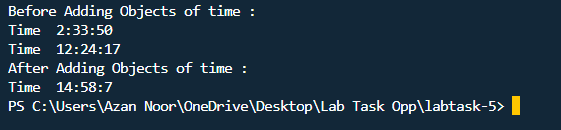 Before Adding Objects of time :
Time  2:33:50
Time  12:24:17
After Adding Objects of time :
Time  14:58:7
PS C:\Users\Azan Noor\OneDrive\Desktop\Lab Task Opp\labtask-5>